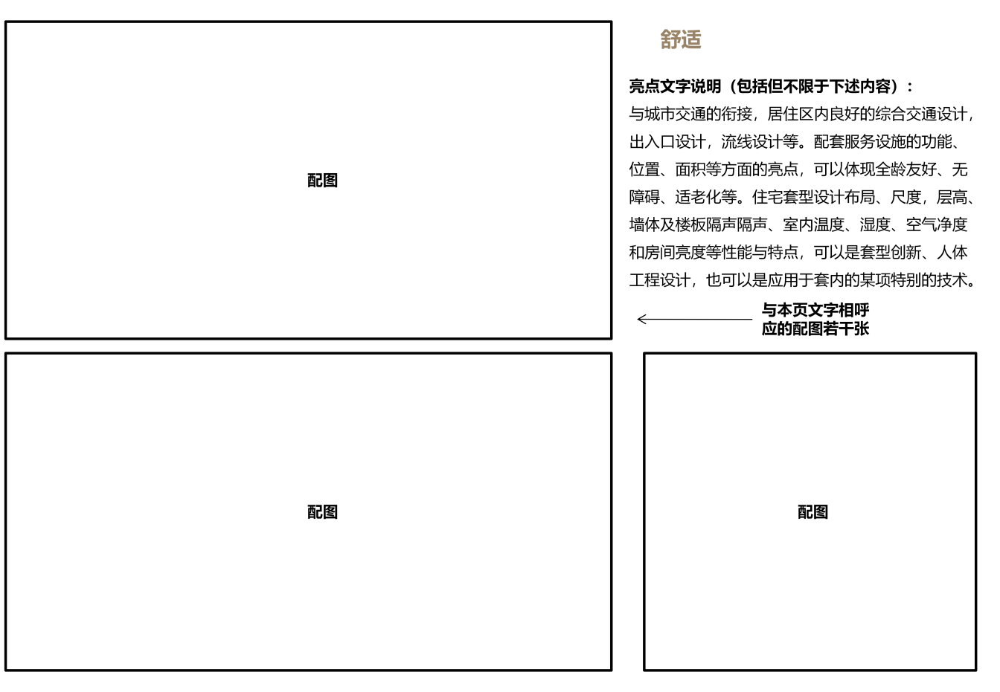 舒适
亮点文字说明（包括但不限于下述内容）：
与城市交通的衔接，居住区内良好的综合交通设计，
出入口设计，流线设计等。配套服务设施的功能、
位置、面积等方面的亮点，可以体现全龄友好、无
障碍、适老化等。住宅套型设计布局、尺度，层高、
墙体及楼板隔声隔声、室内温度、湿度、空气净度
和房间亮度等性能与特点，可以是套型创新、人体
工程设计，也可以是应用于套内的某项特别的技术。
与本页文字相呼
应的配图若干张
配图
配图
配图